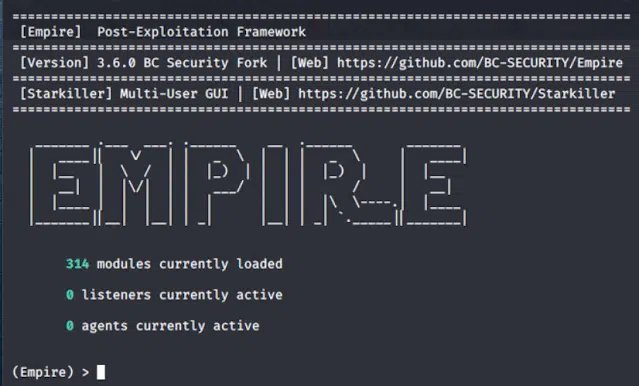 [Empire] Post-Exploitation Framework
[Version] 3.6.0 BC Security Fork | [Web] https://github.com/BC-SECURITY/Empire
[Starkiller] Multi-User GUI | [Web] https://github.com/BC-SECURITY/Starkiller
EMPIRE
314 modules currently loaded
0 listeners currently active
0 agents currently active
(Empire) >